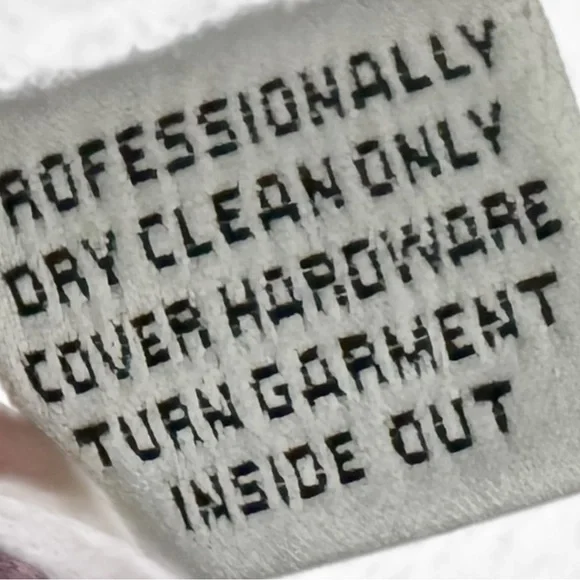 PROFESSIONALLY
DRY CLEAN ONLY
COVER HARDWARE
TURN GARMENT
INSIDE OUT